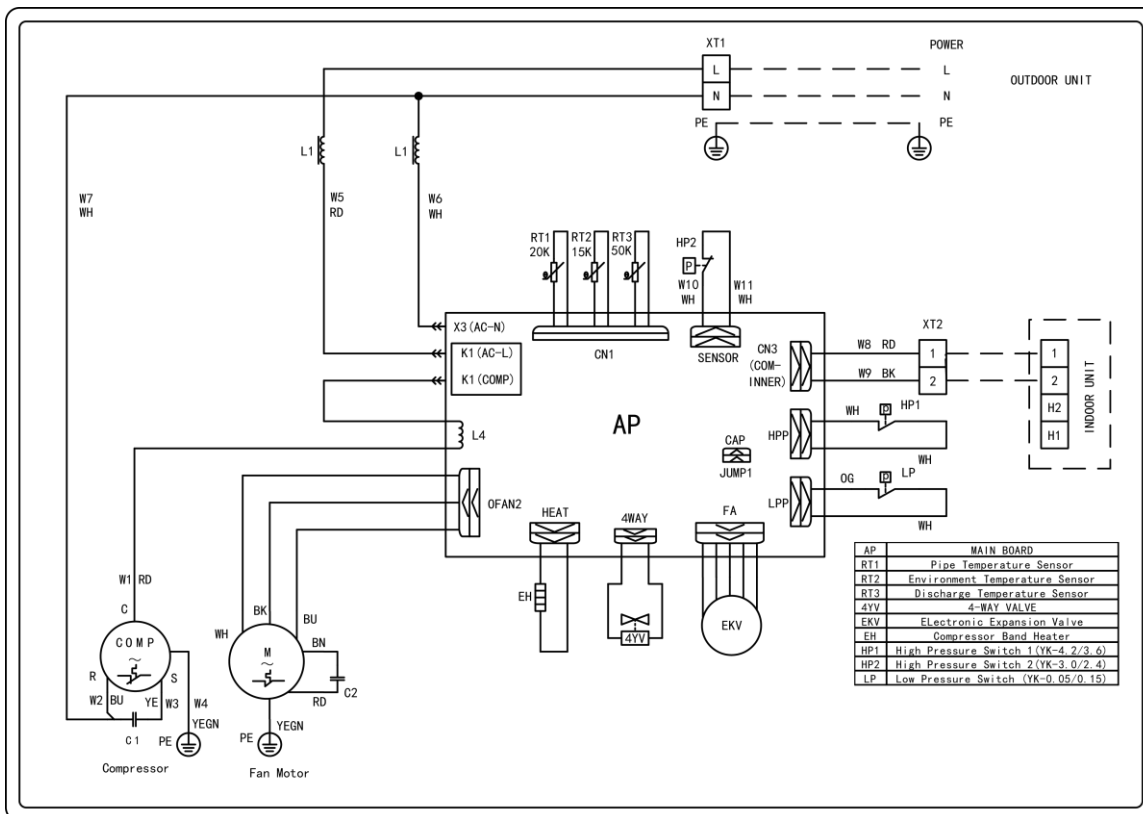 XT1
POWER
L
L
OUTDOOR UNIT
N
N
PE
PE
L1
L1
W7
WH
W5
RD
W6
WH
RT1
20K
RT2
15K
RT3
50K
HP2
P
W10
WH
W11
WH
X3(AC-N)
K1(AC-L)
K1(COMP)
CN1
SENSOR
CN3
(COM-
INNER)
W8 RD
W9 BK
XT2
1
2
1
2
H2
H1
INDOOR UNIT
L4
AP
CAP
JUMP1
HPP
WH
P
HP1
WH
OFAN2
HEAT
4WAY
FA
LPP
OG
P
LP
WH
EH
4YV
EKV
W1 RD
C
COMP
~
R
S
W2
BU
YE
W3
W4
YEGN
C1
PE
Compressor
WH
BK
BU
BN
M
~
C2
RD
YEGN
PE
Fan Motor
AP MAIN BOARD
RT1 Pipe Temperature Sensor
RT2 Environment Temperature Sensor
RT3 Discharge Temperature Sensor
4YV 4-WAY VALVE
EKV ELectronic Expansion Valve
EH Compressor Band Heater
HP1 High Pressure Switch 1(YK-4.2/3.6)
HP2 High Pressure Switch 2(YK-3.0/2.4)
LP Low Pressure Switch (YK-0.05/0.15)